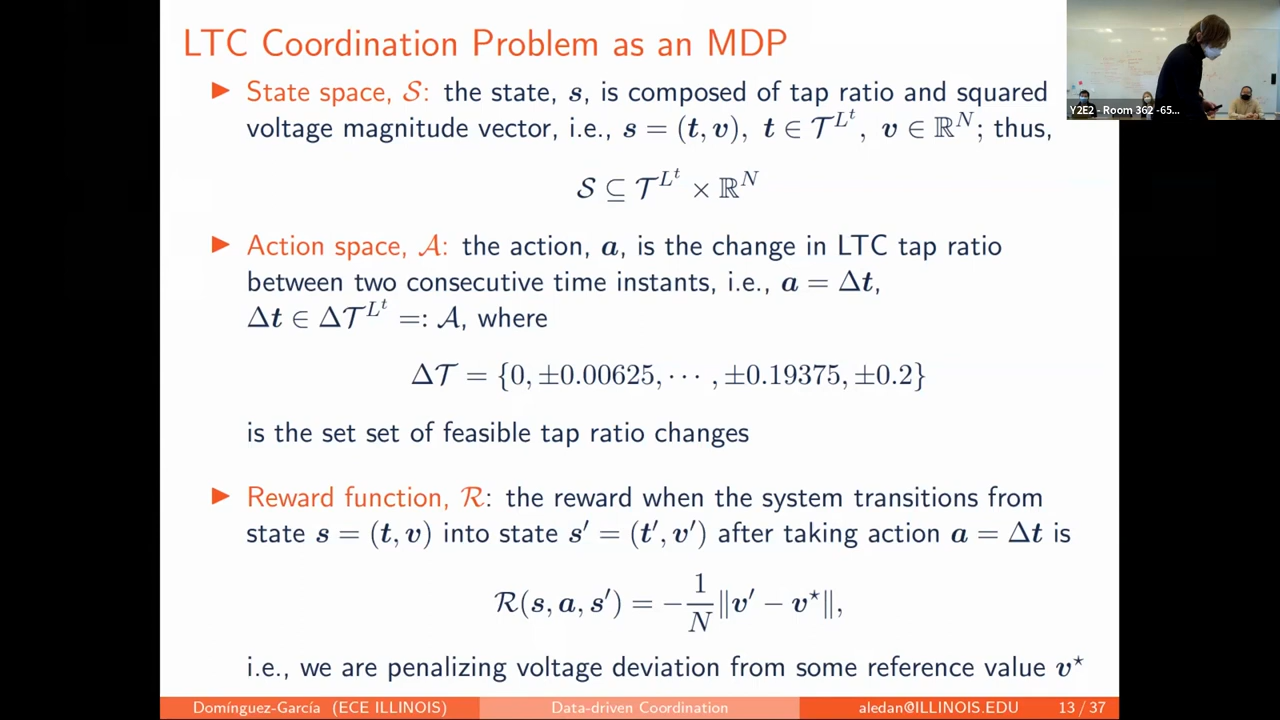 LTC Coordination Problem as an MDP
▶ State space, 𝒮: the state, s, is composed of tap ratio and squared
voltage magnitude vector, i.e., s = (t, v), t ∈ 𝒯^{L^t}, v ∈ ℝ^N; thus,
𝒮 ⊆ 𝒯^{L^t} × ℝ^N
▶ Action space, 𝒜: the action, a, is the change in LTC tap ratio
between two consecutive time instants, i.e., a = Δt,
Δt ∈ Δ𝒯^{L^t} =: 𝒜, where
Δ𝒯 = {0, ±0.00625, ⋯ , ±0.19375, ±0.2}
is the set set of feasible tap ratio changes
▶ Reward function, ℛ: the reward when the system transitions from
state s = (t, v) into state s′ = (t′, v′) after taking action a = Δt is
ℛ(s, a, s′) = −1/N ‖v′ − v⋆‖,
i.e., we are penalizing voltage deviation from some reference value v⋆
Domínguez-García (ECE ILLINOIS) Data-driven Coordination aledan@ILLINOIS.EDU 13 / 37
Y2E2 - Room 362 -65...